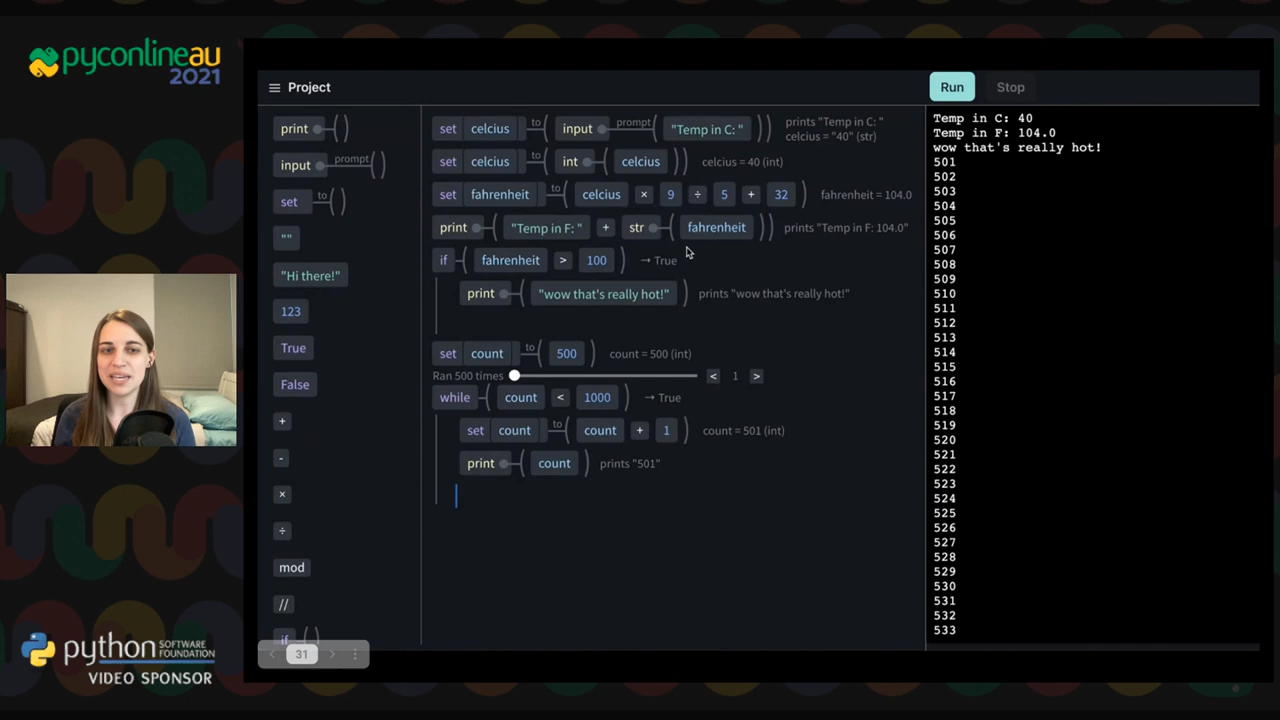 pyconlineau
2021
Project
Run
Stop
print ( )
input prompt ( )
set to ( )
""
"Hi there!"
123
True
False
+
-
×
÷
mod
//
if ( )
set celcius to ( input prompt ( "Temp in C: " ) ) prints "Temp in C: "
celcius = "40" (str)
set celcius to ( int ( celcius ) ) celcius = 40 (int)
set fahrenheit to ( celcius × 9 ÷ 5 + 32 ) fahrenheit = 104.0
print ( "Temp in F: " + str ( fahrenheit ) ) prints "Temp in F: 104.0"
if ( fahrenheit > 100 ) → True
print ( "wow that's really hot!" ) prints "wow that's really hot!"
set count to ( 500 ) count = 500 (int)
Ran 500 times < 1 >
while ( count < 1000 ) → True
set count to ( count + 1 ) count = 501 (int)
print ( count ) prints "501"
Temp in C: 40
Temp in F: 104.0
wow that's really hot!
501
502
503
504
505
506
507
508
509
510
511
512
513
514
515
516
517
518
519
520
521
522
523
524
525
526
527
528
529
530
531
532
533
< 31 >
python SOFTWARE
FOUNDATION
VIDEO SPONSOR